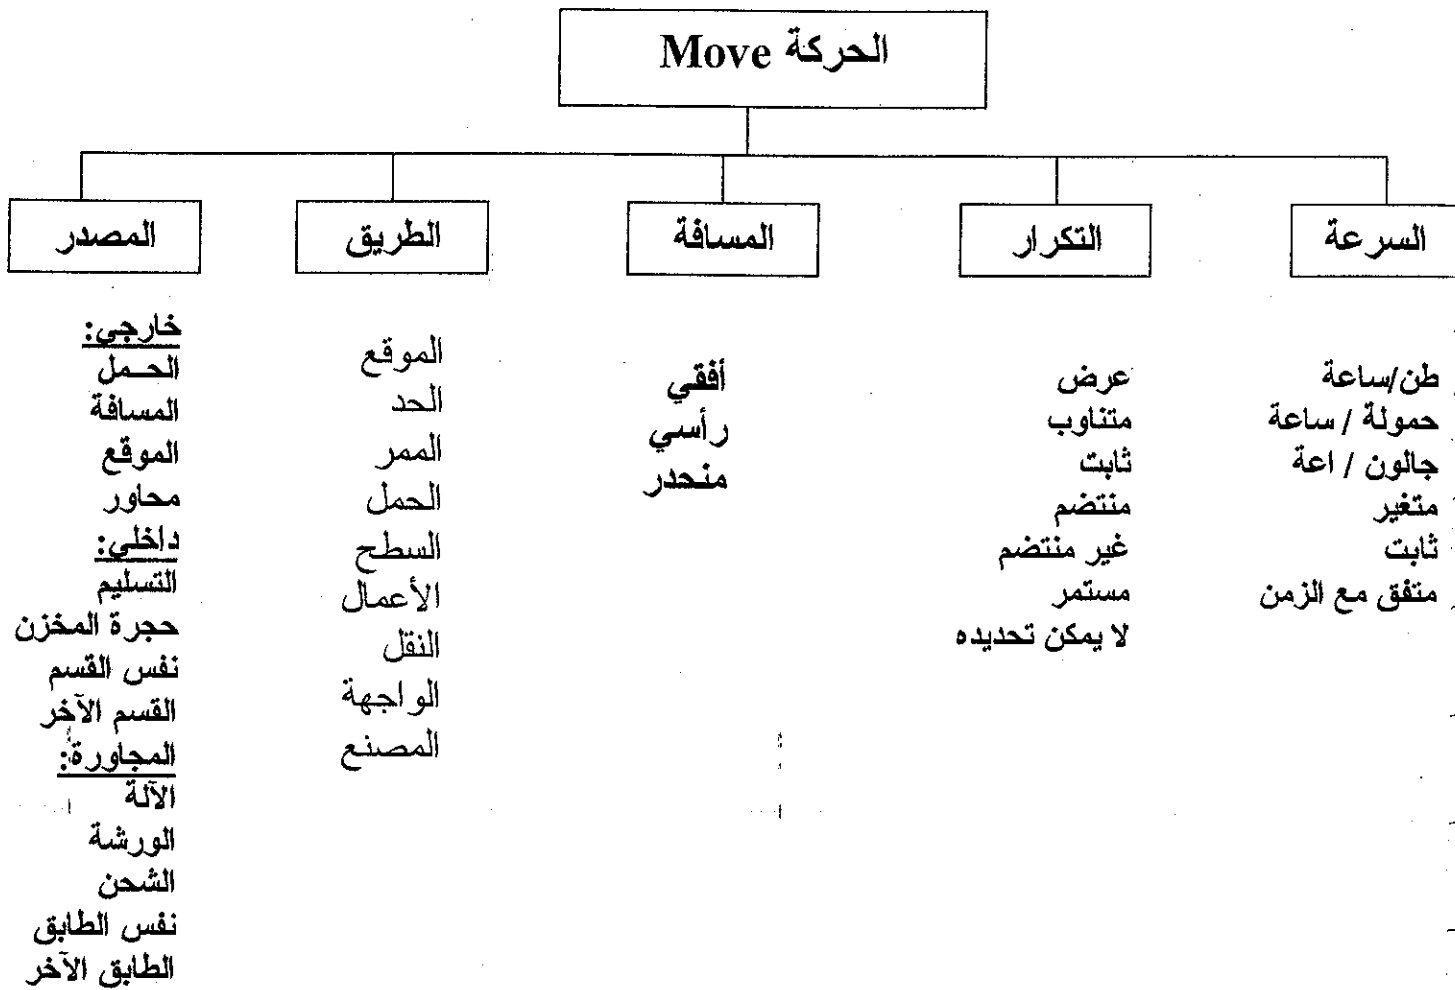 الحركة Move
السرعة
طن/ساعة
حمولة / ساعة
جالون / اعة
متغير
ثابت
متفق مع الزمن
التكرار
عرض
متناوب
ثابت
منتضم
غير منتضم
مستمر
لا يمكن تحديده
المسافة
أفقي
رأسي
منحدر
الطريق
الموقع
الحد
الممر
الحمل
السطح
الأعمال
النقل
الواجهة
المصنع
المصدر
خارجي:
الحمل
المسافة
الموقع
محاور
داخلي:
التسليم
حجرة المخزن
نفس القسم
القسم الآخر
المجاورة:
الآلة
الورشة
الشحن
نفس الطابق
الطابق الآخر